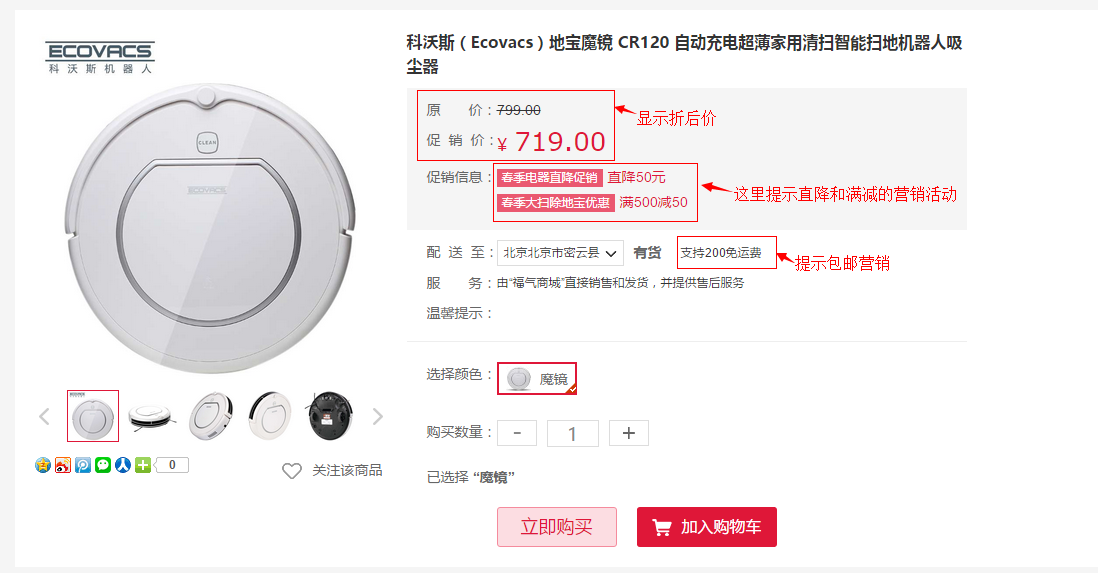 ECOVACS
科沃斯机器人
科沃斯（Ecovacs）地宝魔镜 CR120 自动充电超薄家用清扫智能扫地机器人吸
尘器
原 价：799.00
显示折后价
促 销 价：¥ 719.00
促销信息：春季电器直降促销 直降50元
春季大扫除地宝优惠 满500减50
这里提示直降和满减的营销活动
配 送 至：北京北京市密云县 有货 支持200免运费
提示包邮营销
服 务：由“福气商城”直接销售和发货，并提供售后服务
温馨提示：
CLEAN
ECOVACS
选择颜色：魔镜
购买数量： - 1 +
0
关注该商品
已选择 “魔镜”
立即购买 加入购物车